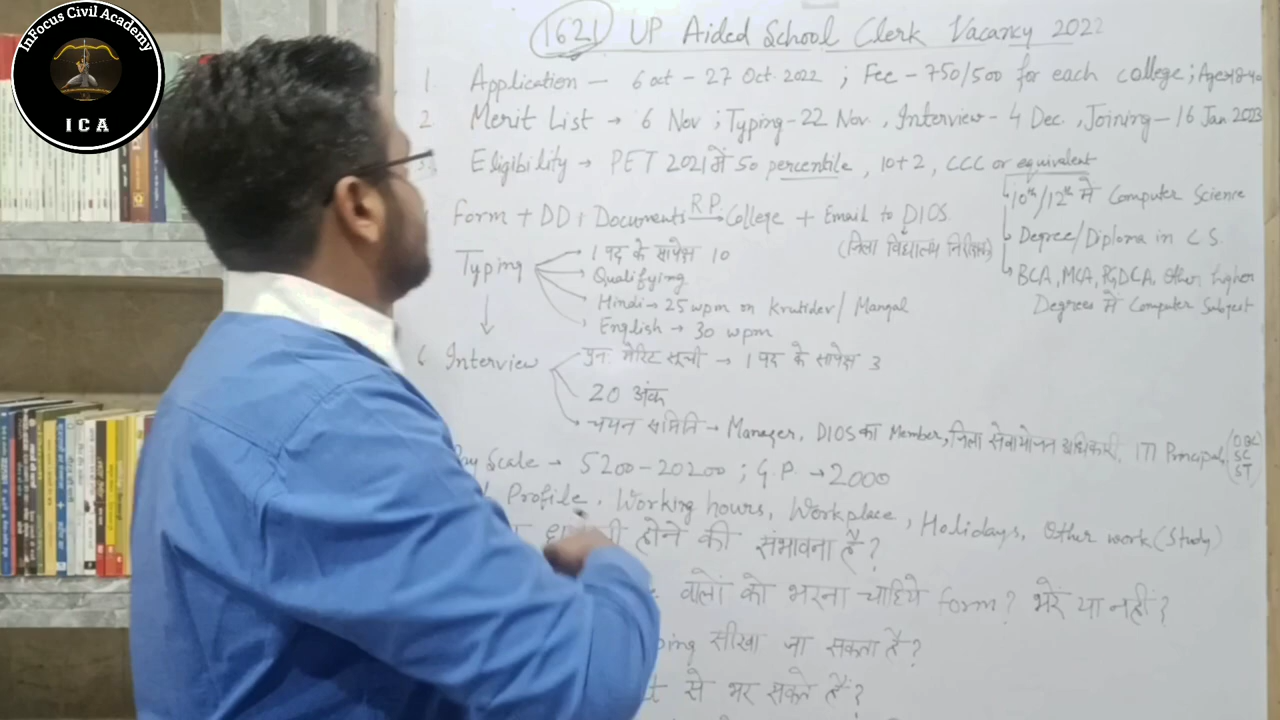 InFocus Civil Academy
ICA
1621 UP Aided School Clerk Vacancy 2022
1 Application — 6 oct - 27 Oct 2022 ; Fee - 750/500 for each college; Age-18-40
2 Merit List → 6 Nov ; Typing - 22 Nov, Interview - 4 Dec, Joining - 16 Jan 2023
3 Eligibility → PET 2021 में 50 percentile, 10+2, CCC or equivalent
10th/12th में Computer Science
Degree/Diploma in C S.
BCA, MCA, PGDCA, Other higher
Degrees में Computer Subject
Form + DD + Documents R.P. → College + Email to DIOS
(जिला विद्यालय निरीक्षक)
Typing
1 पद के सापेक्ष 10
Qualifying
Hindi → 25 wpm on Krutidev / Mangal
English → 30 wpm
6 Interview
पुनः मेरिट सूची → 1 पद के सापेक्ष 3
20 अंक
चयन समिति → Manager, DIOS का Member, जिला सेवायोजन अधिकारी, ITI Principal (OBC SC ST)
Pay Scale → 5200-20200 ; G.P. → 2000
Profile, Working hours, Workplace, Holidays, Other work (Study)
होने की संभावना है?
वालों को भरना चाहिये form? भरें या नहीं?
सीखा जा सकता है?
से भर सकते हैं?